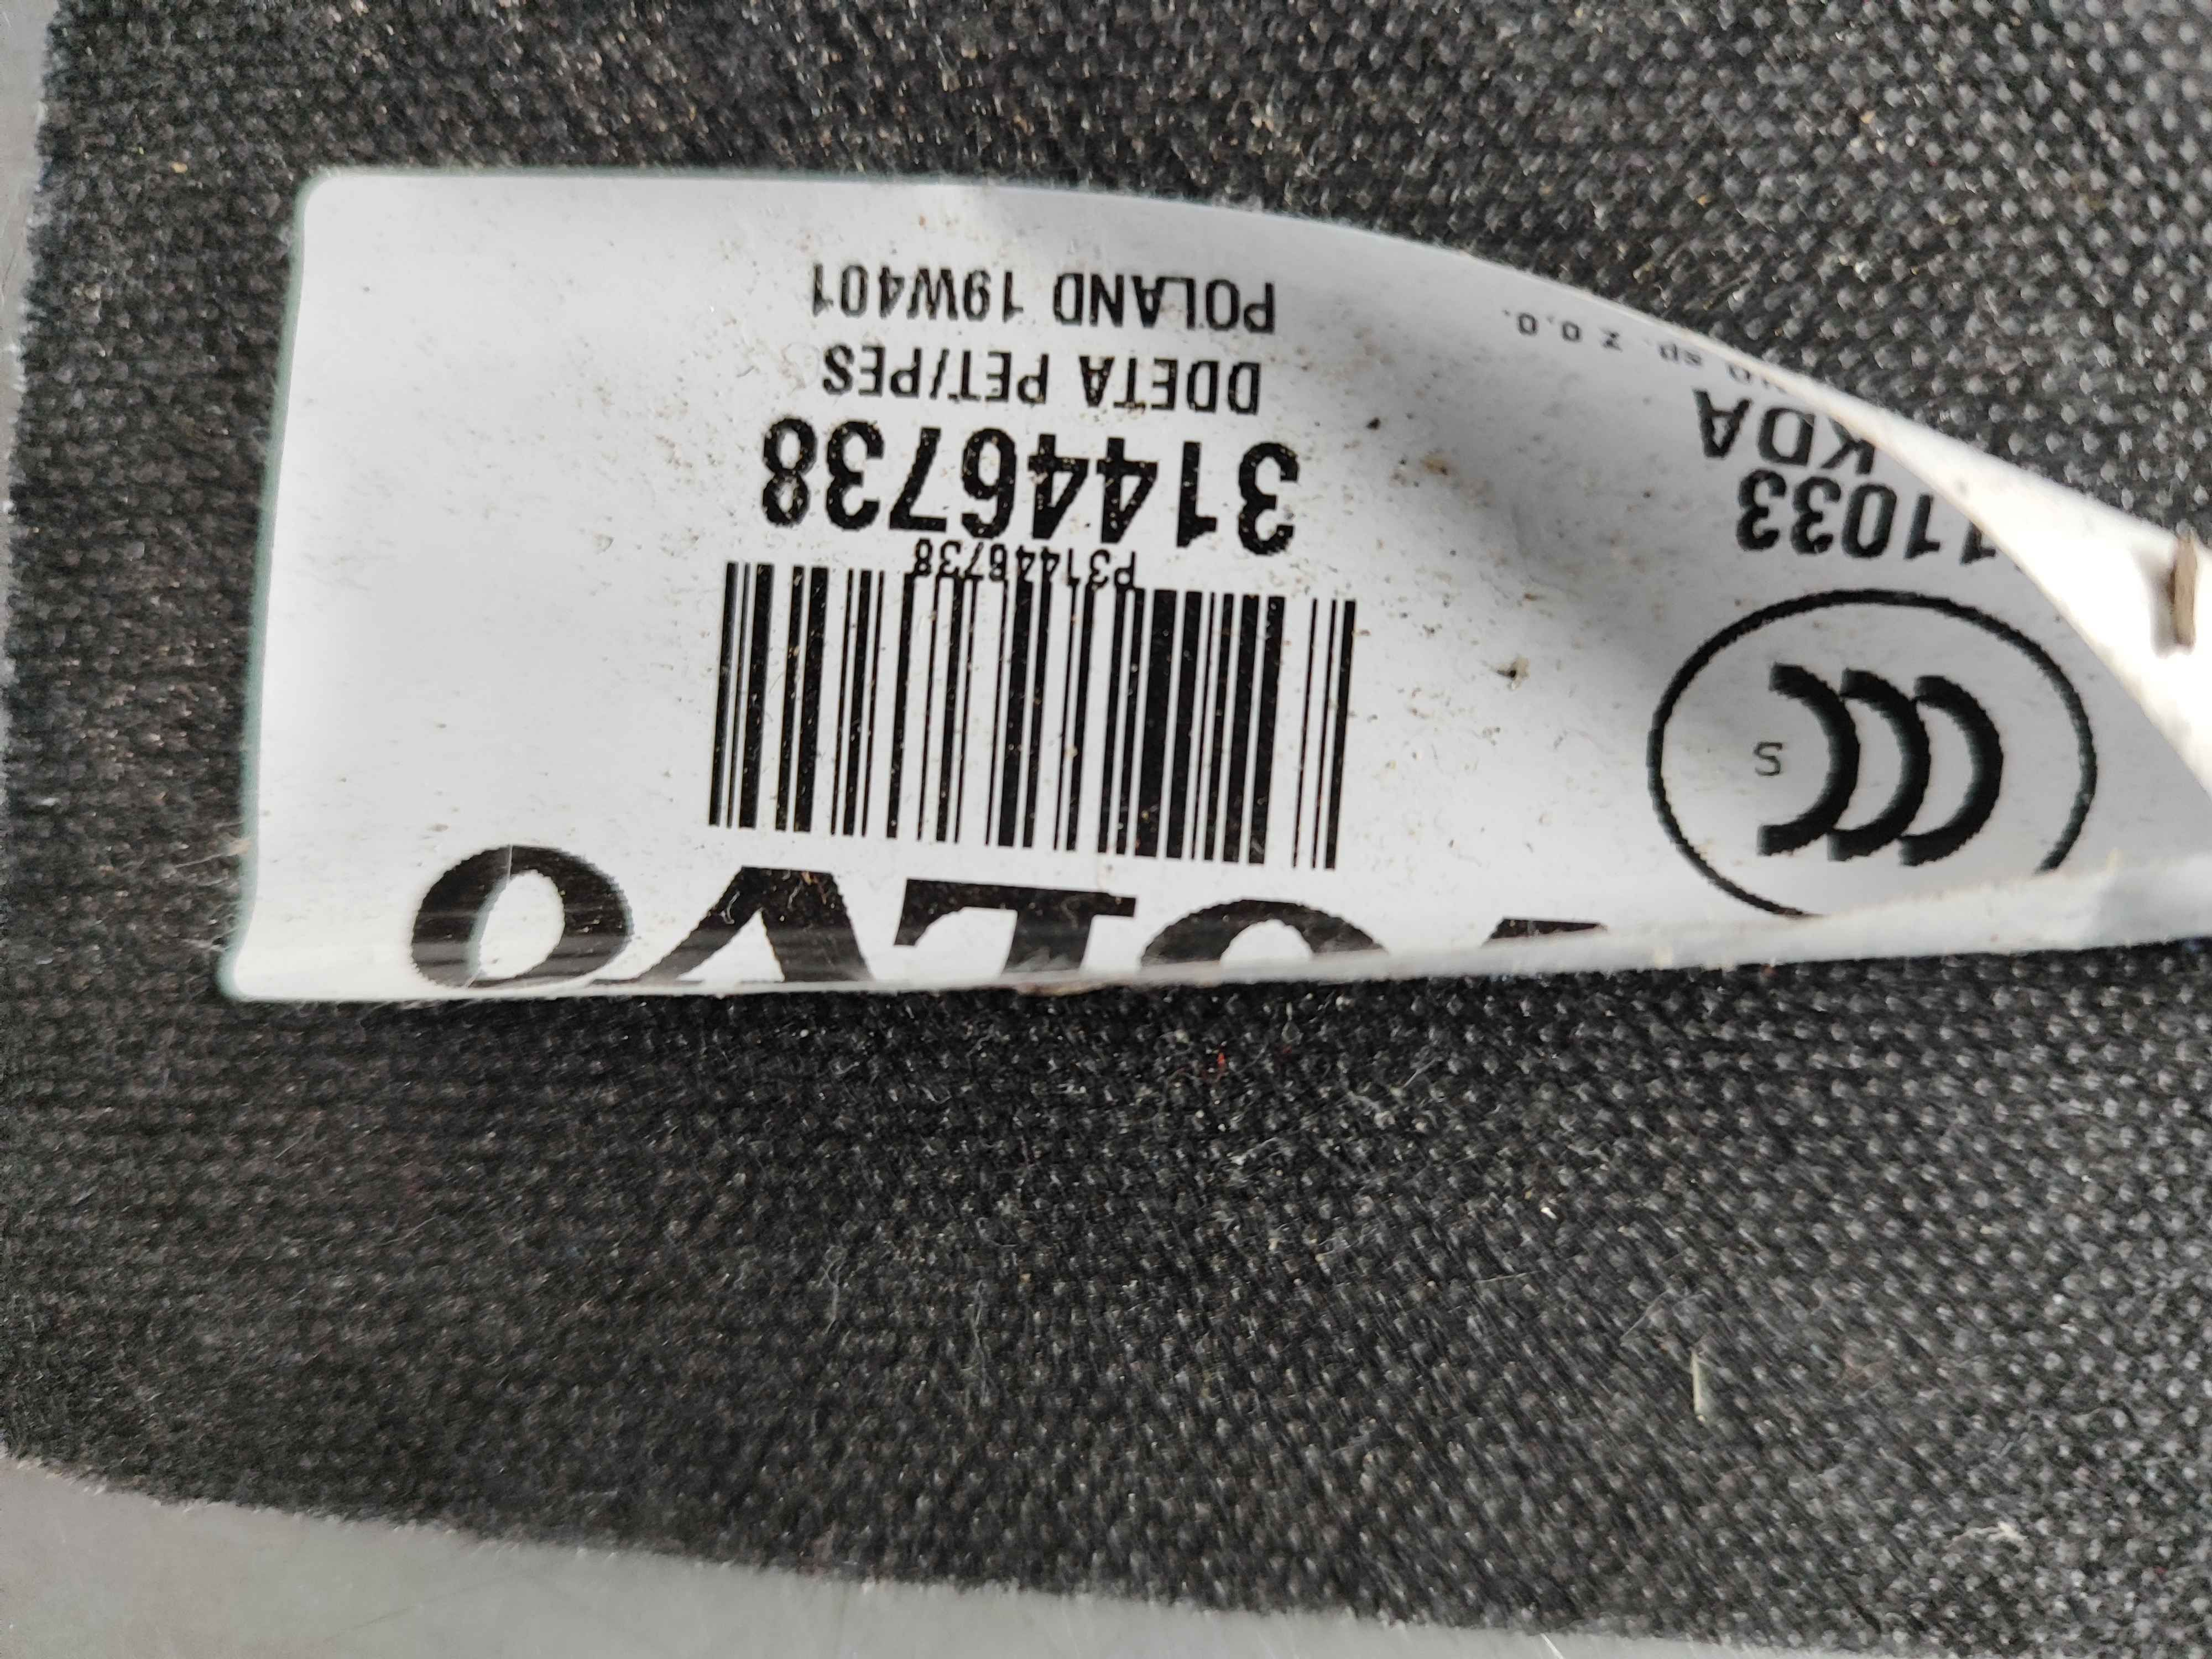 VOLVO
P31446738
31446738
DDETA PET/PES
POLAND 19W401
S
11033
KDA
sp. z o.o.